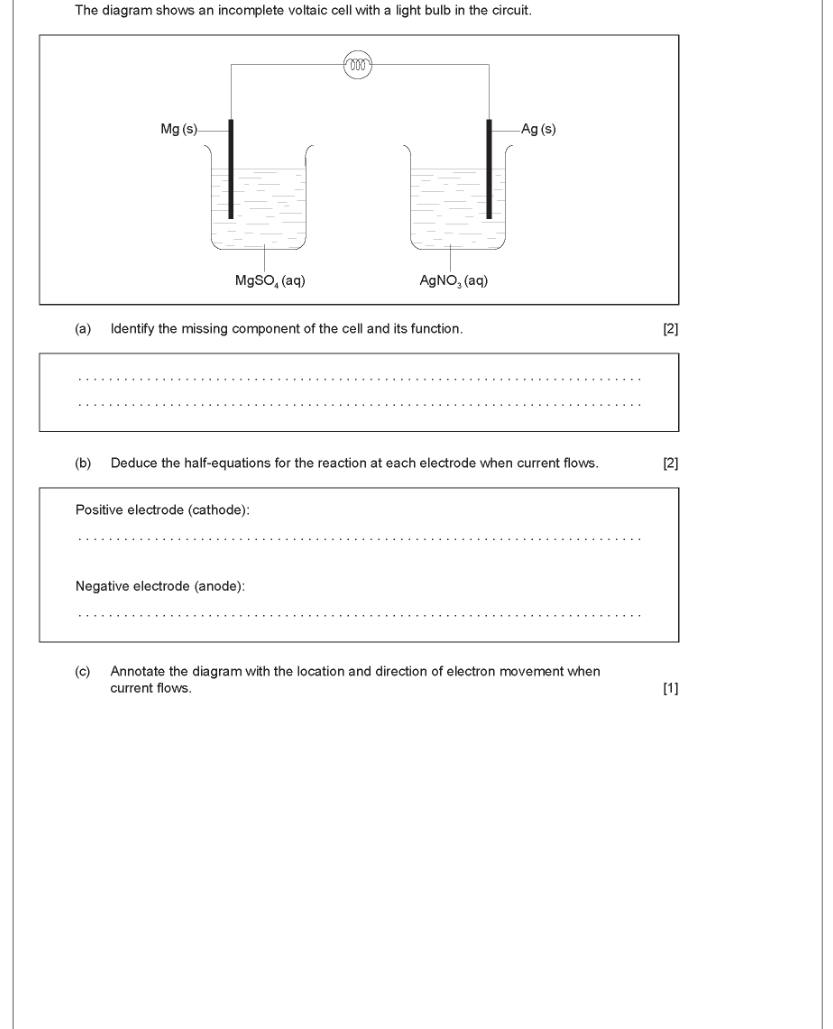 The diagram shows an incomplete voltaic cell with a light bulb in the circuit.
Mg (s)
Ag (s)
MgSO₄ (aq)
AgNO₃ (aq)
(a) Identify the missing component of the cell and its function. [2]
(b) Deduce the half-equations for the reaction at each electrode when current flows. [2]
Positive electrode (cathode):
Negative electrode (anode):
(c) Annotate the diagram with the location and direction of electron movement when
current flows. [1]